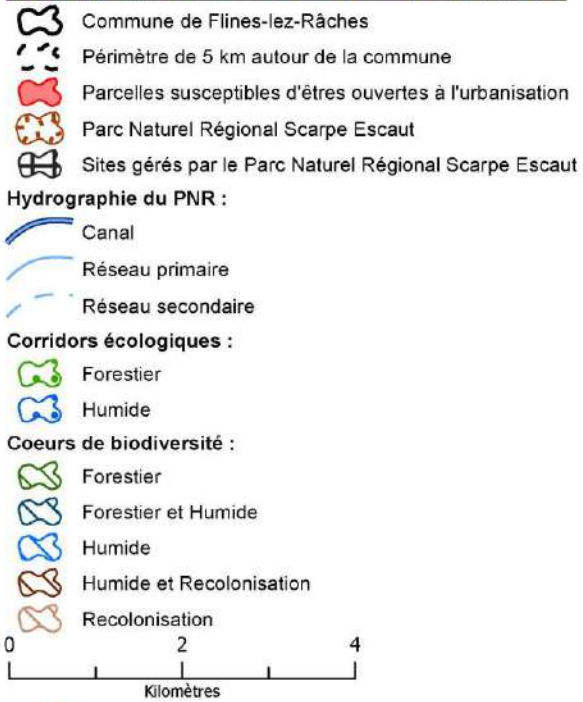 Commune de Flines-lez-Râches
Périmètre de 5 km autour de la commune
Parcelles susceptibles d'êtres ouvertes à l'urbanisation
Parc Naturel Régional Scarpe Escaut
Sites gérés par le Parc Naturel Régional Scarpe Escaut
Hydrographie du PNR :
Canal
Réseau primaire
Réseau secondaire
Corridors écologiques :
Forestier
Humide
Coeurs de biodiversité :
Forestier
Forestier et Humide
Humide
Humide et Recolonisation
Recolonisation
0 2 4
Kilomètres